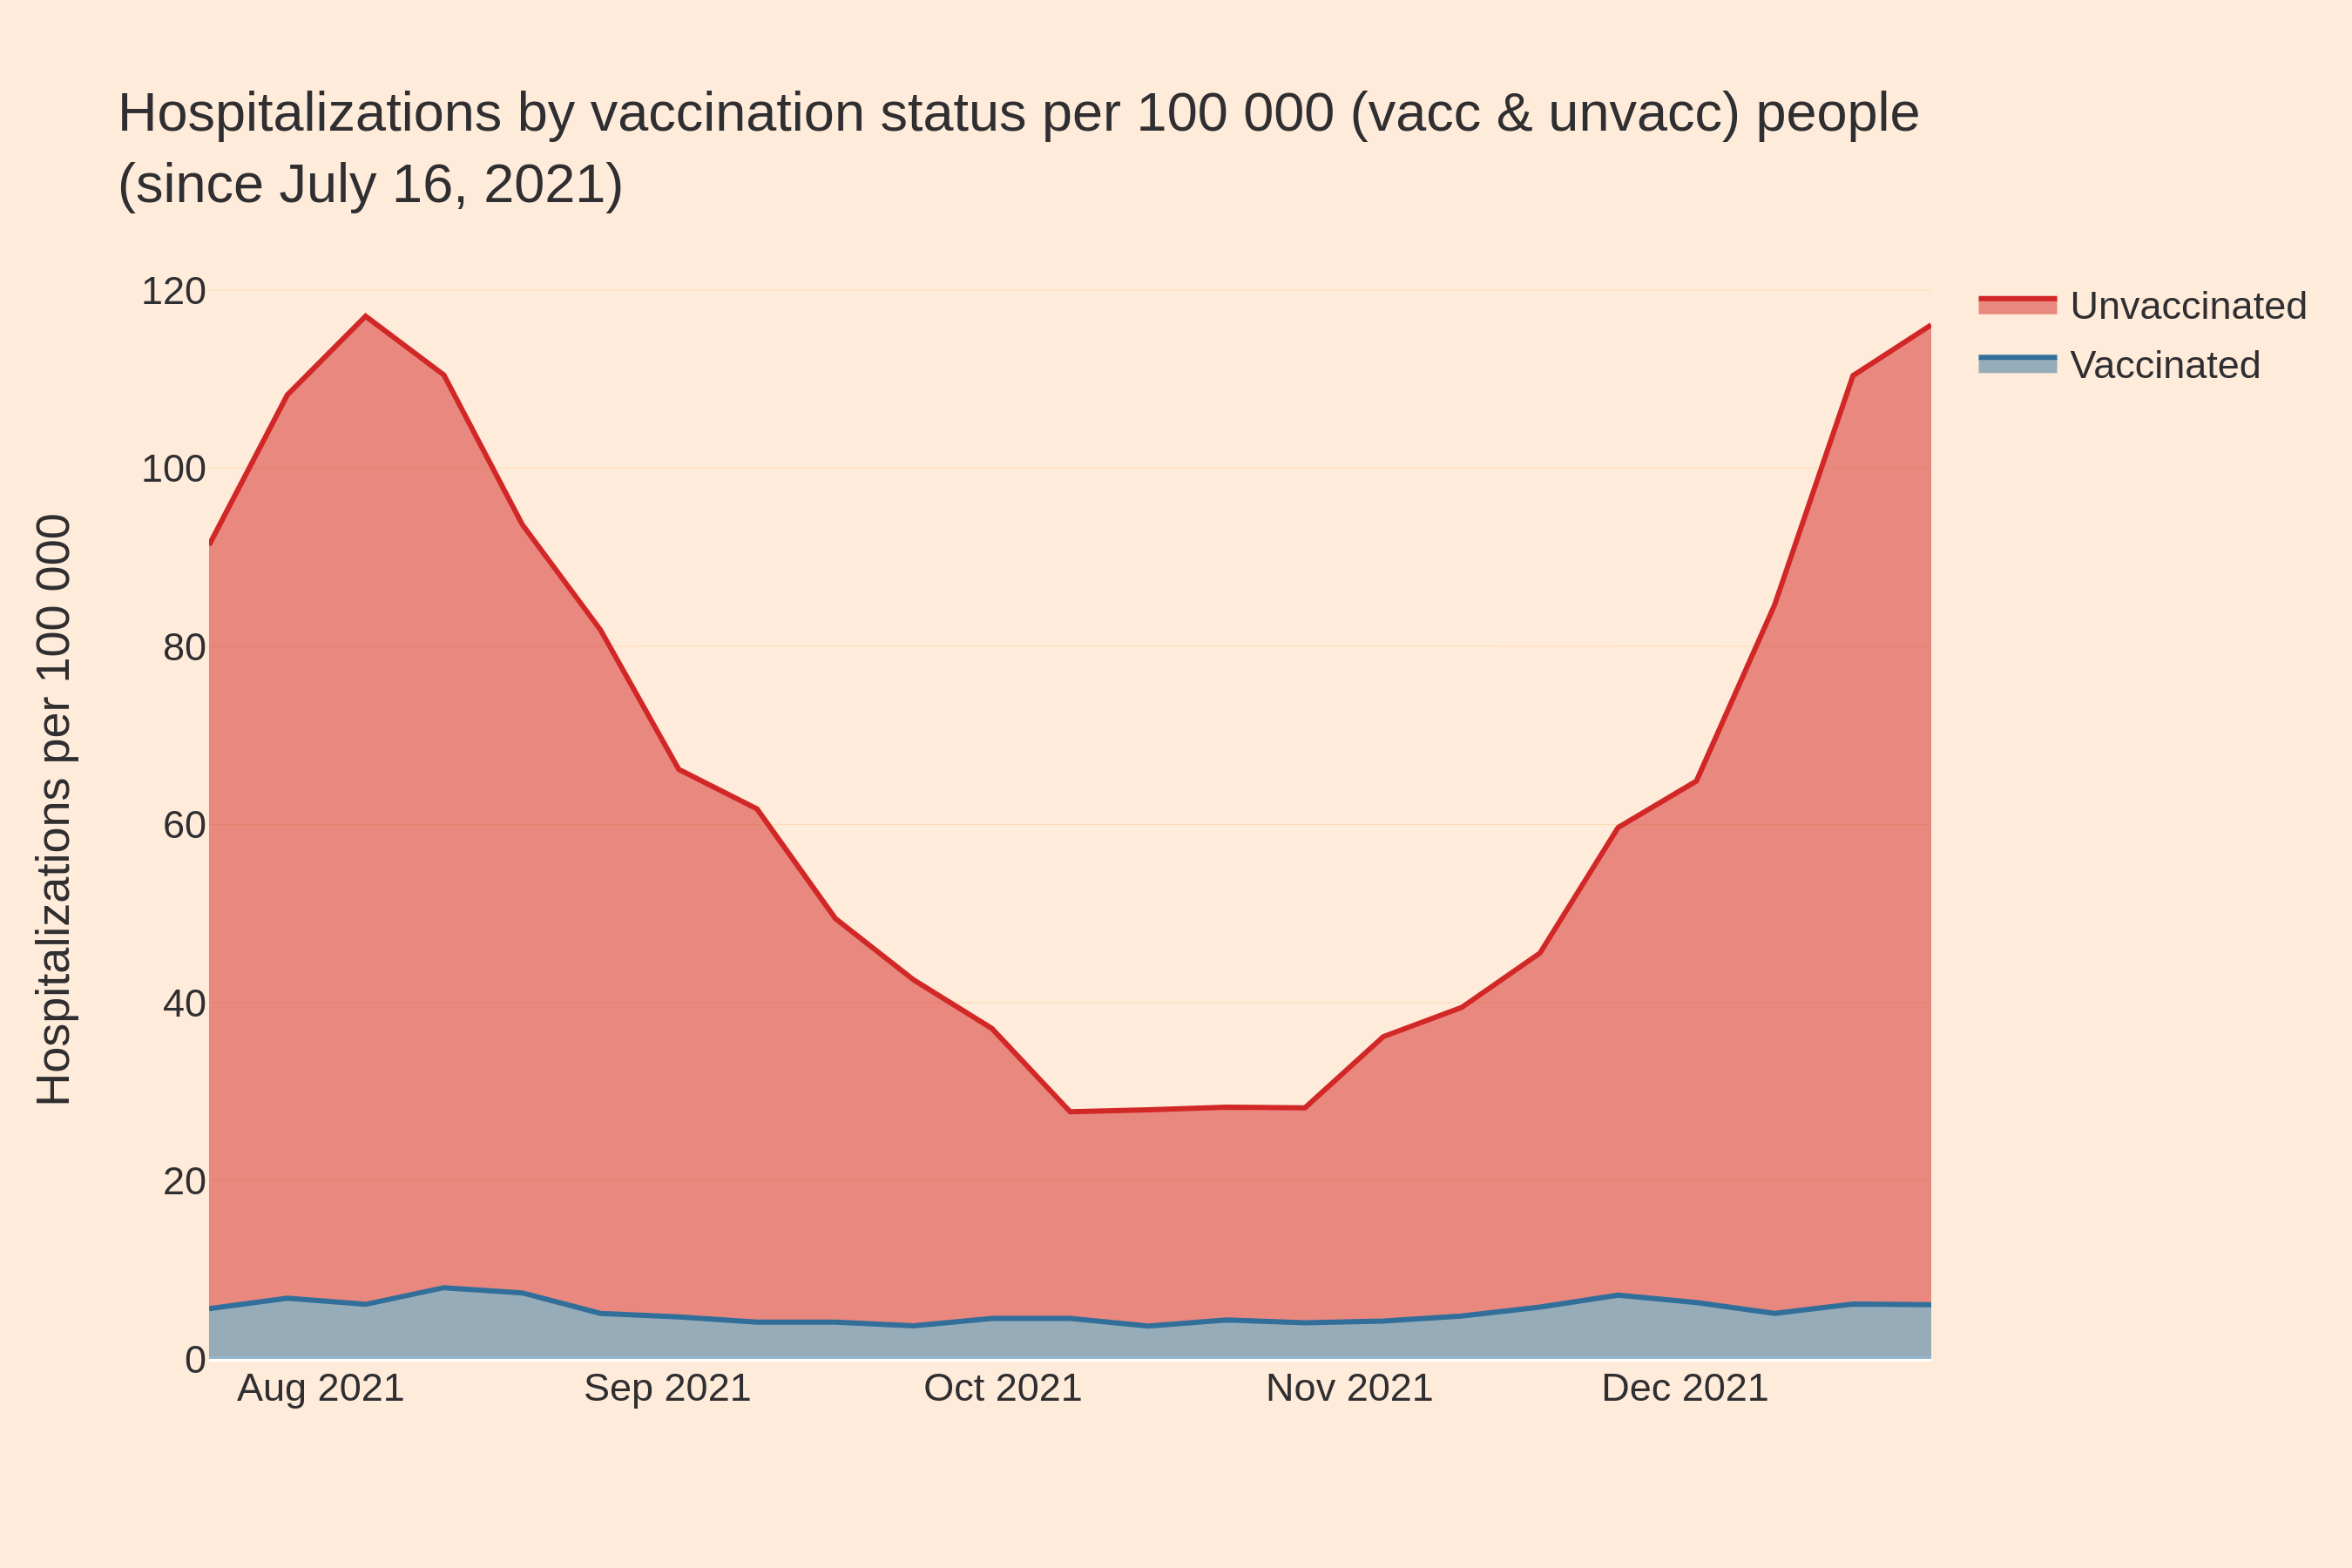 Hospitalizations by vaccination status per 100 000 (vacc & unvacc) people
(since July 16, 2021)
Hospitalizations per 100 000
120
100
80
60
40
20
0
Aug 2021
Sep 2021
Oct 2021
Nov 2021
Dec 2021
Unvaccinated
Vaccinated